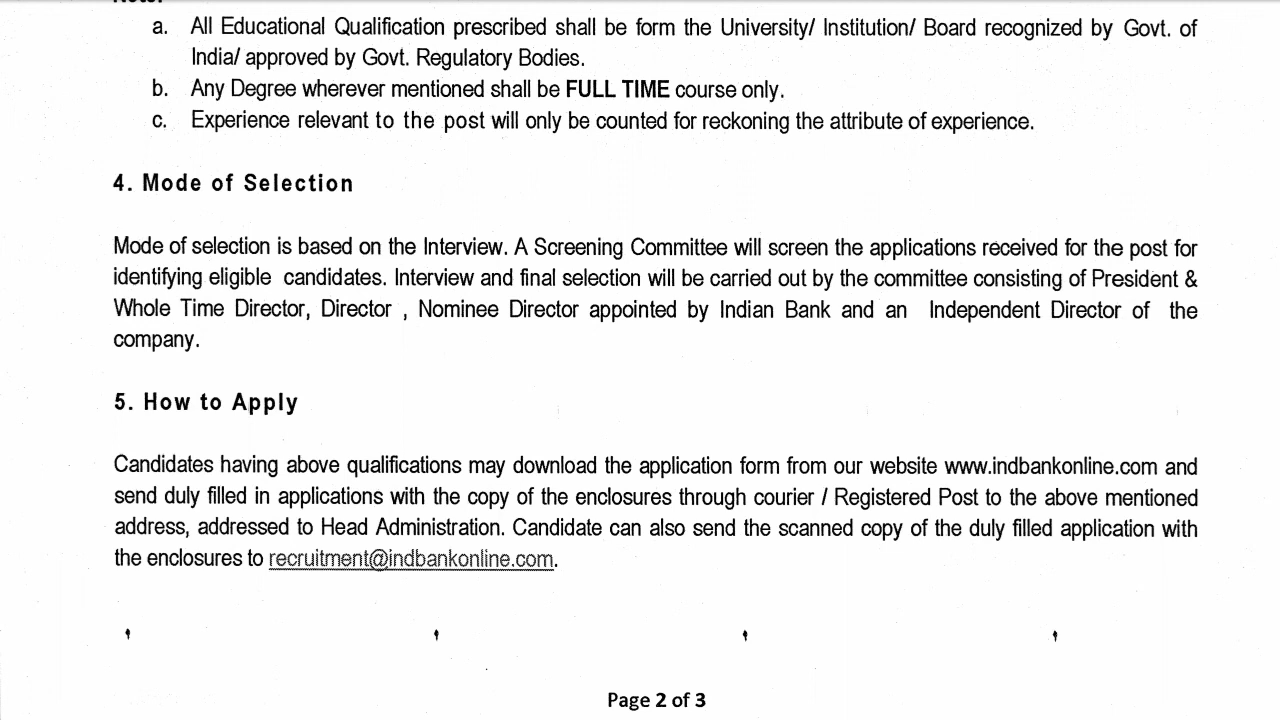 a. All Educational Qualification prescribed shall be form the University/ Institution/ Board recognized by Govt. of
India/ approved by Govt. Regulatory Bodies.
b. Any Degree wherever mentioned shall be FULL TIME course only.
c. Experience relevant to the post will only be counted for reckoning the attribute of experience.
4. Mode of Selection
Mode of selection is based on the Interview. A Screening Committee will screen the applications received for the post for
identifying eligible candidates. Interview and final selection will be carried out by the committee consisting of President &
Whole Time Director, Director , Nominee Director appointed by Indian Bank and an Independent Director of the
company.
5. How to Apply
Candidates having above qualifications may download the application form from our website www.indbankonline.com and
send duly filled in applications with the copy of the enclosures through courier / Registered Post to the above mentioned
address, addressed to Head Administration. Candidate can also send the scanned copy of the duly filled application with
the enclosures to recruitment@indbankonline.com.
Page 2 of 3